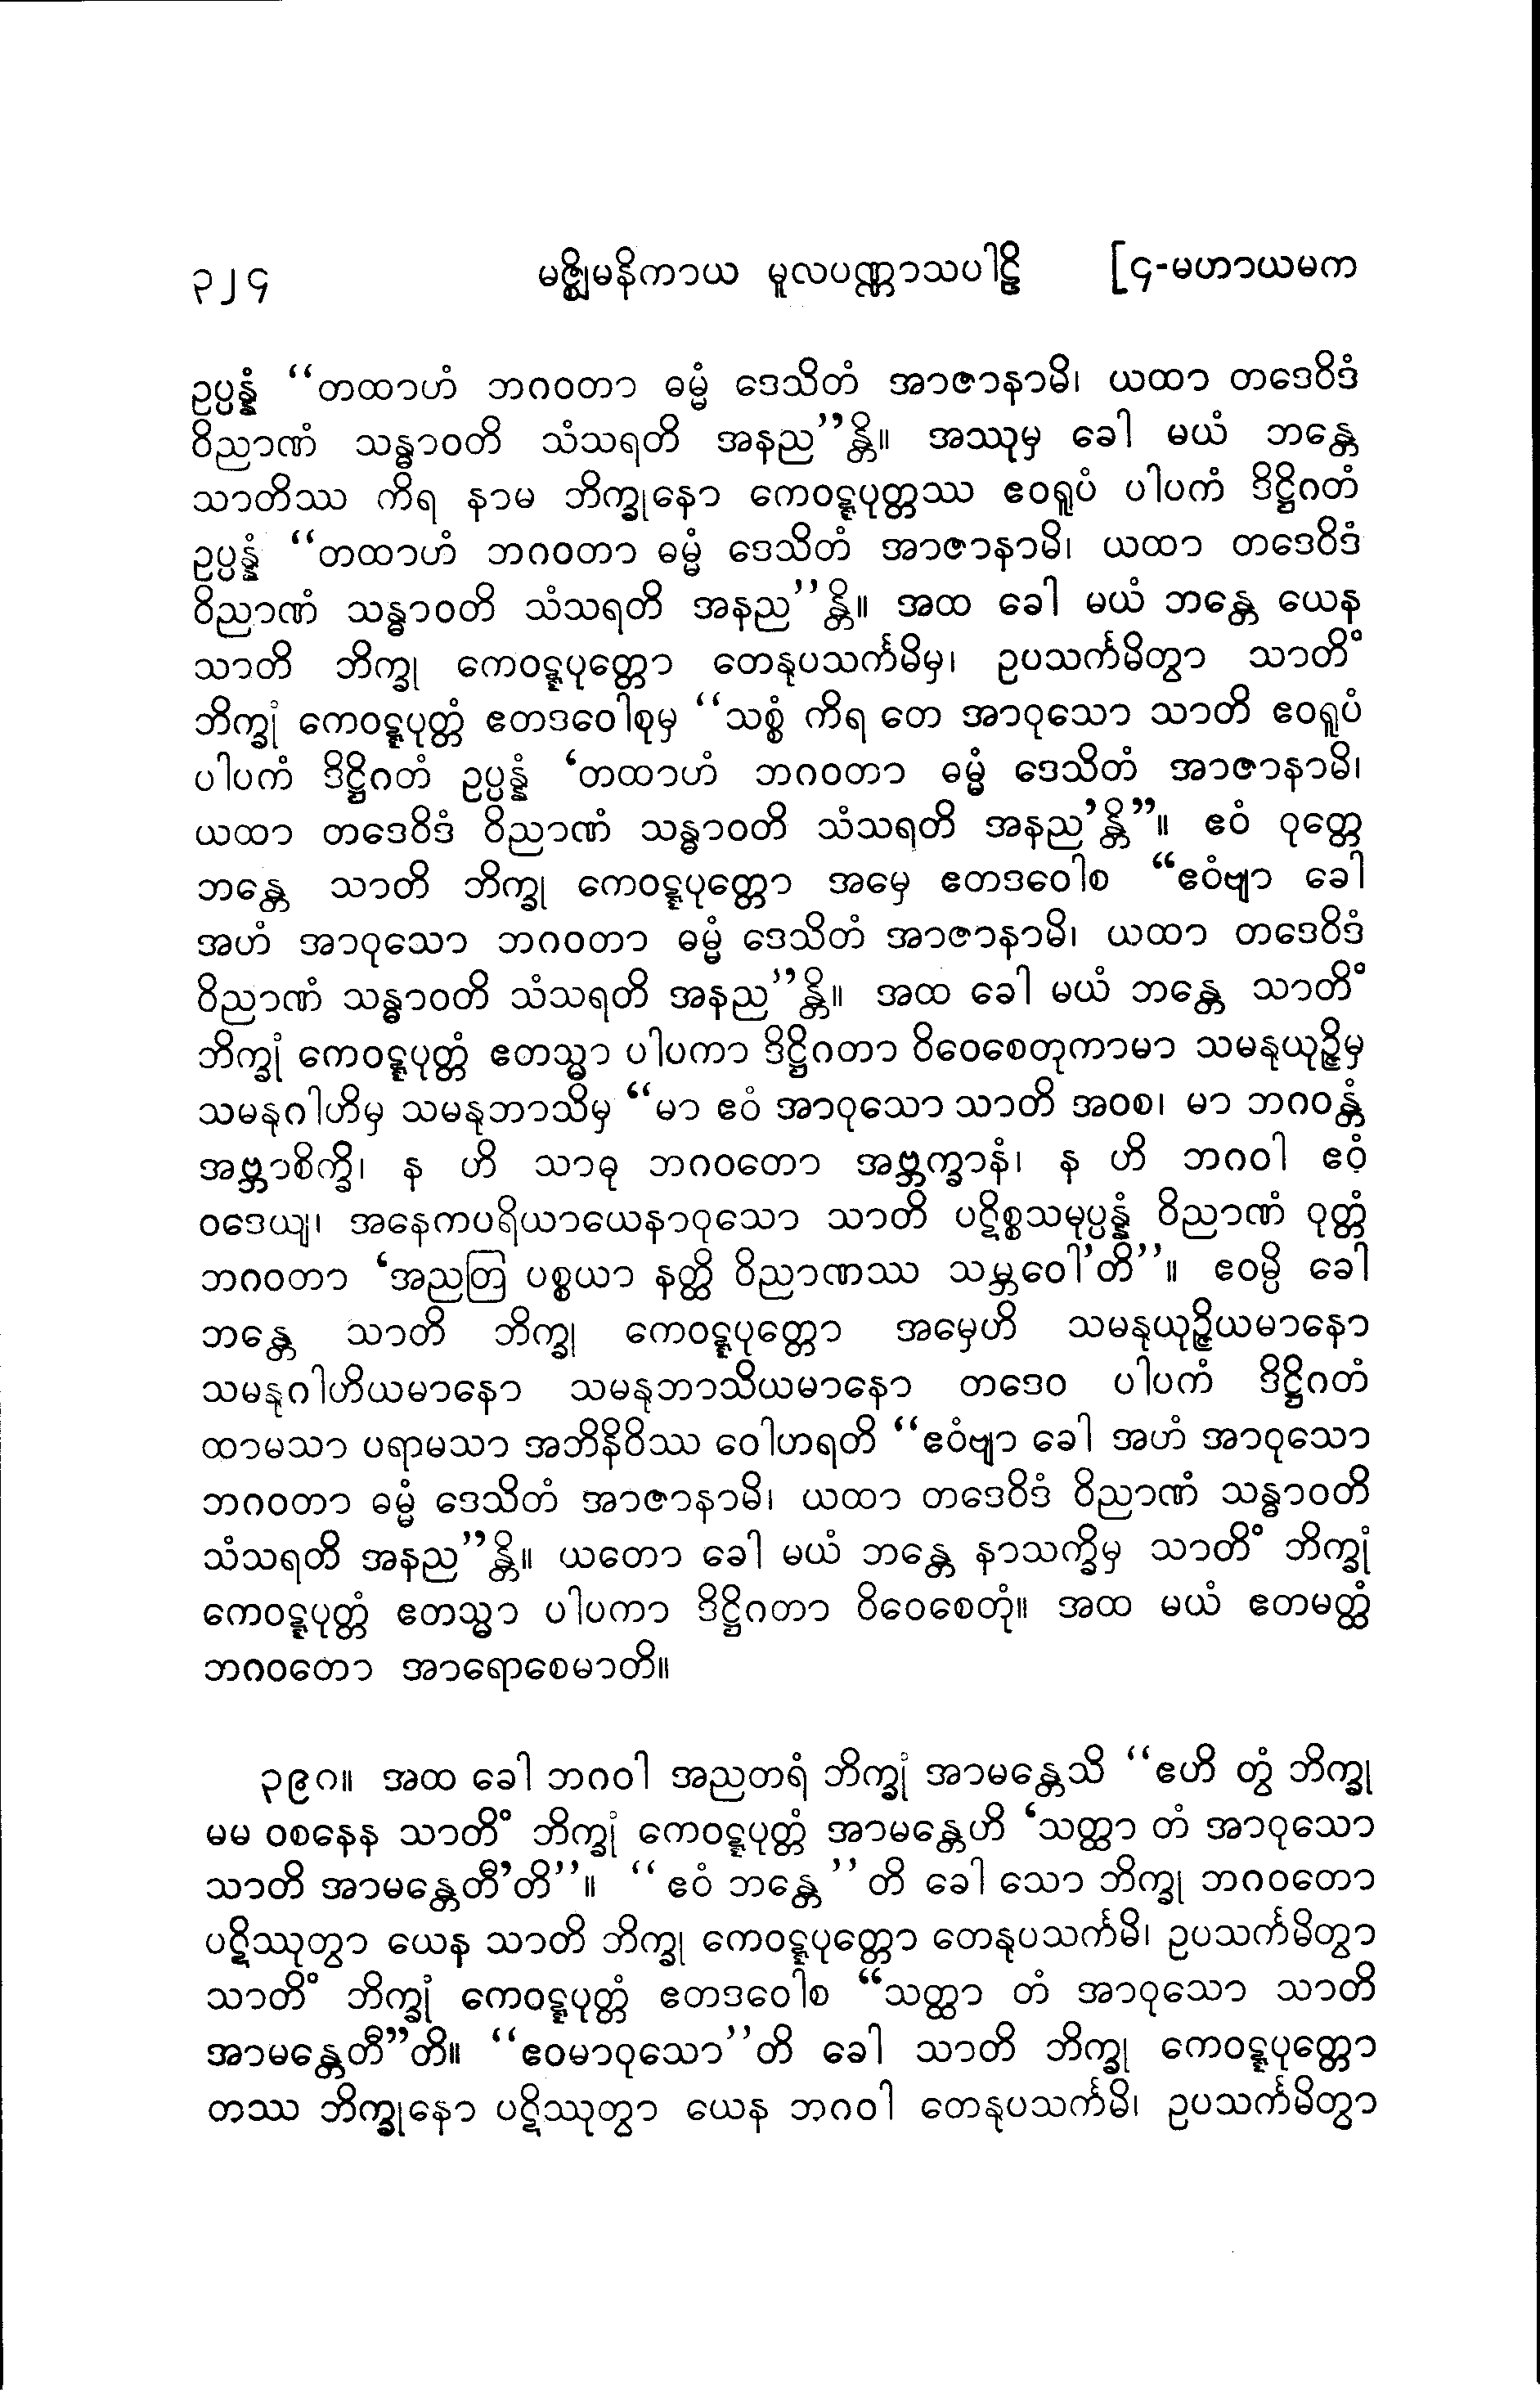 ၃၂၄ မဇ္ဈိမနိကာယ မူလပဏ္ဏာသပါဠိ [၄-မဟာယမက
ဥပ္ပန္နံ “တထာဟံ ဘဂဝတာ ဓမ္မံ ဒေသိတံ အာဇာနာမိ၊ ယထာ တဒေဝိဒံ
ဝိညာဏံ သန္ဓာဝတိ သံသရတိ အနည”န္တိ။ အဿုမှ ခေါ မယံ ဘန္တေ
သာတိဿ ကိရ နာမ ဘိက္ခုနော ကေဝဋ္ဋပုတ္တဿ ဧဝရူပံ ပါပကံ ဒိဋ္ဌိဂတံ
ဥပ္ပန္နံ “တထာဟံ ဘဂဝတာ ဓမ္မံ ဒေသိတံ အာဇာနာမိ၊ ယထာ တဒေဝိဒံ
ဝိညာဏံ သန္ဓာဝတိ သံသရတိ အနည”န္တိ။ အထ ခေါ မယံ ဘန္တေ ယေန
သာတိ ဘိက္ခု ကေဝဋ္ဋပုတ္တော တေနုပသင်္ကမိမှ၊ ဥပသင်္ကမိတွာ သာတိံ
ဘိက္ခုံ ကေဝဋ္ဋပုတ္တံ ဧတဒဝေါစုမှ “သစ္စံ ကိရ တေ အာဝုသော သာတိ ဧဝရူပံ
ပါပကံ ဒိဋ္ဌိဂတံ ဥပ္ပန္နံ ‘တထာဟံ ဘဂဝတာ ဓမ္မံ ဒေသိတံ အာဇာနာမိ၊
ယထာ တဒေဝိဒံ ဝိညာဏံ သန္ဓာဝတိ သံသရတိ အနည’န္တိ”။ ဧဝံ ဝုတ္တေ
ဘန္တေ သာတိ ဘိက္ခု ကေဝဋ္ဋပုတ္တော အမှေ ဧတဒဝေါစ “ဧဝံဗျာ ခေါ
အဟံ အာဝုသော ဘဂဝတာ ဓမ္မံ ဒေသိတံ အာဇာနာမိ၊ ယထာ တဒေဝိဒံ
ဝိညာဏံ သန္ဓာဝတိ သံသရတိ အနည”န္တိ။ အထ ခေါ မယံ ဘန္တေ သာတိံ
ဘိက္ခုံ ကေဝဋ္ဋပုတ္တံ ဧတသ္မာ ပါပကာ ဒိဋ္ဌိဂတာ ဝိဝေစေတုကာမာ သမနုယုဉ္ဇိမှ
သမနုဂါဟိမှ သမနုဘာသိမှ “မာ ဧဝံ အာဝုသော သာတိ အဝစ၊ မာ ဘဂဝန္တံ
အဗ္ဘာစိက္ခိ၊ န ဟိ သာဓု ဘဂဝတော အဗ္ဘက္ခာနံ၊ န ဟိ ဘဂဝါ ဧဝံ
ဝဒေယျ၊ အနေကပရိယာယေနာဝုသော သာတိ ပဋိစ္စသမုပ္ပန္နံ ဝိညာဏံ ဝုတ္တံ
ဘဂဝတာ ‘အညတြ ပစ္စယာ နတ္ထိ ဝိညာဏဿ သမ္ဘဝေါ’တိ”။ ဧဝမ္ပိ ခေါ
ဘန္တေ သာတိ ဘိက္ခု ကေဝဋ္ဋပုတ္တော အမှေဟိ သမနုယုဉ္ဇိယမာနော
သမနုဂါဟိယမာနော သမနုဘာသိယမာနော တဒေဝ ပါပကံ ဒိဋ္ဌိဂတံ
ထာမသာ ပရာမသာ အဘိနိဝိဿ ဝေါဟရတိ “ဧဝံဗျာ ခေါ အဟံ အာဝုသော
ဘဂဝတာ ဓမ္မံ ဒေသိတံ အာဇာနာမိ၊ ယထာ တဒေဝိဒံ ဝိညာဏံ သန္ဓာဝတိ
သံသရတိ အနည”န္တိ။ ယတော ခေါ မယံ ဘန္တေ နာသက္ခိမှ သာတိံ ဘိက္ခုံ
ကေဝဋ္ဋပုတ္တံ ဧတသ္မာ ပါပကာ ဒိဋ္ဌိဂတာ ဝိဝေစေတုံ။ အထ မယံ ဧတမတ္ထံ
ဘဂဝတော အာရောစေမာတိ။
၃၉၈။ အထ ခေါ ဘဂဝါ အညတရံ ဘိက္ခုံ အာမန္တေသိ “ဧဟိ တွံ ဘိက္ခု
မမ ဝစနေန သာတိံ ဘိက္ခုံ ကေဝဋ္ဋပုတ္တံ အာမန္တေဟိ ‘သတ္ထာ တံ အာဝုသော
သာတိ အာမန္တေတီ’တိ”။ “ဧဝံ ဘန္တေ”တိ ခေါ သော ဘိက္ခု ဘဂဝတော
ပဋိဿုတွာ ယေန သာတိ ဘိက္ခု ကေဝဋ္ဋပုတ္တော တေနုပသင်္ကမိ၊ ဥပသင်္ကမိတွာ
သာတိံ ဘိက္ခုံ ကေဝဋ္ဋပုတ္တံ ဧတဒဝေါစ “သတ္ထာ တံ အာဝုသော သာတိ
အာမန္တေတီ”တိ။ “ဧဝမာဝုသော”တိ ခေါ သာတိ ဘိက္ခု ကေဝဋ္ဋပုတ္တော
တဿ ဘိက္ခုနော ပဋိဿုတွာ ယေန ဘဂဝါ တေနုပသင်္ကမိ၊ ဥပသင်္ကမိတွာ